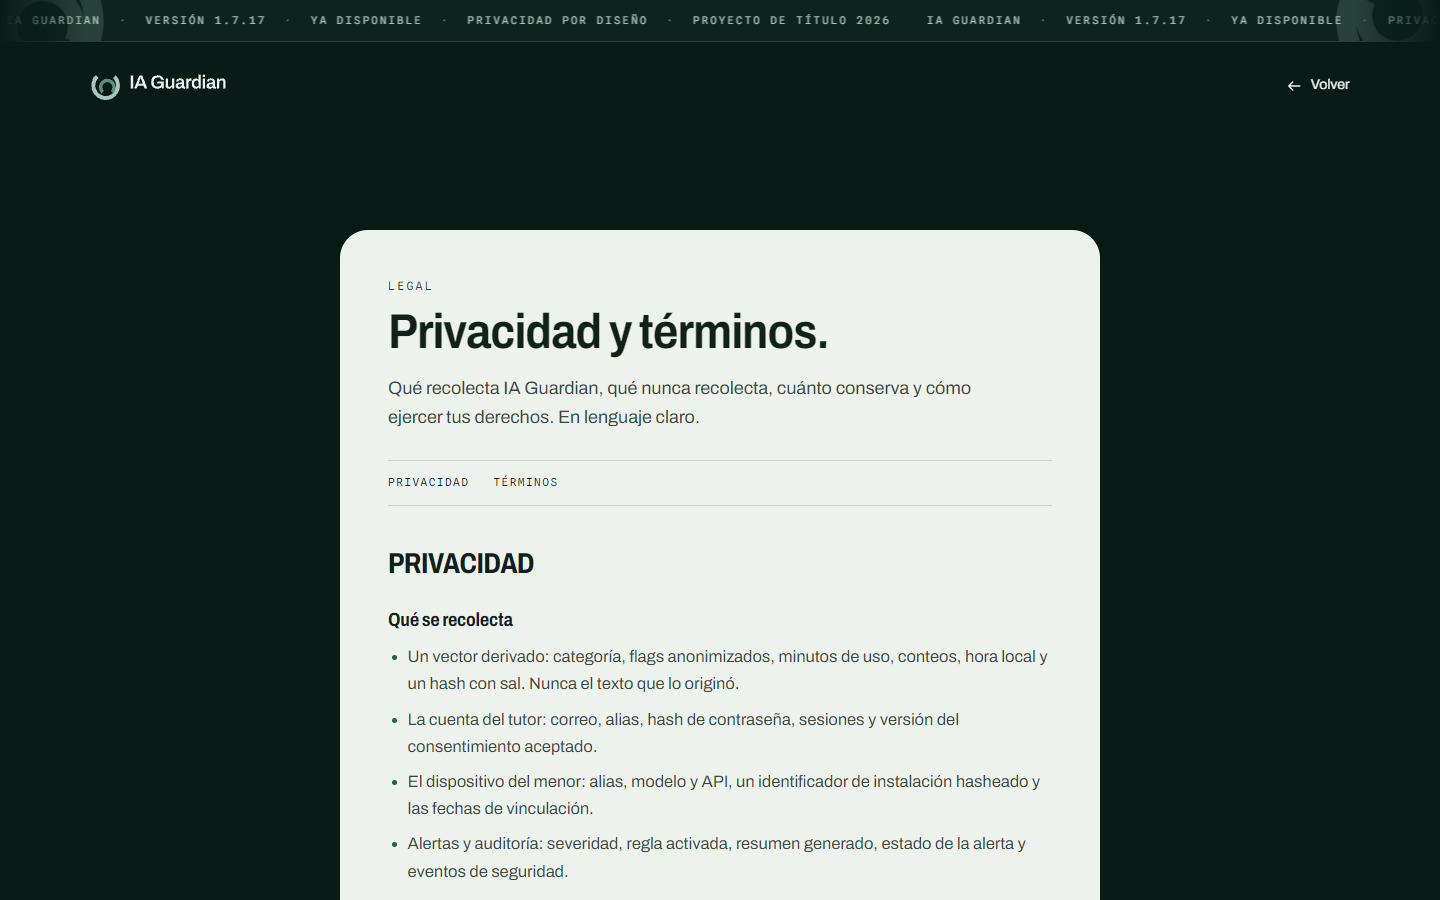 IA GUARDIAN · VERSIÓN 1.7.17 · YA DISPONIBLE · PRIVACIDAD POR DISEÑO · PROYECTO DE TÍTULO 2026 IA GUARDIAN · VERSIÓN 1.7.17 · YA DISPONIBLE ·
IA Guardian
← Volver
LEGAL
Privacidad y términos.
Qué recolecta IA Guardian, qué nunca recolecta, cuánto conserva y cómo
ejercer tus derechos. En lenguaje claro.
PRIVACIDAD TÉRMINOS
PRIVACIDAD
Qué se recolecta
• Un vector derivado: categoría, flags anonimizados, minutos de uso, conteos, hora local y
un hash con sal. Nunca el texto que lo originó.
• La cuenta del tutor: correo, alias, hash de contraseña, sesiones y versión del
consentimiento aceptado.
• El dispositivo del menor: alias, modelo y API, un identificador de instalación hasheado y
las fechas de vinculación.
• Alertas y auditoría: severidad, regla activada, resumen generado, estado de la alerta y
eventos de seguridad.